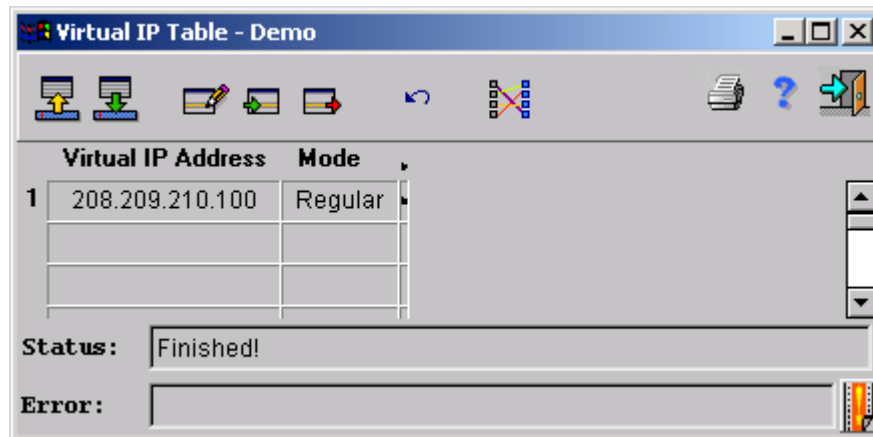 Virtual IP Table - Demo
Virtual IP Address Mode
1 208.209.210.100 Regular
Status: Finished!
Error: